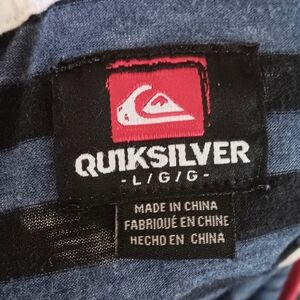 QUIKSILVER
-L/G/G-
MADE IN CHINA
FABRIQUÉ EN CHINE
HECHO EN CHINA